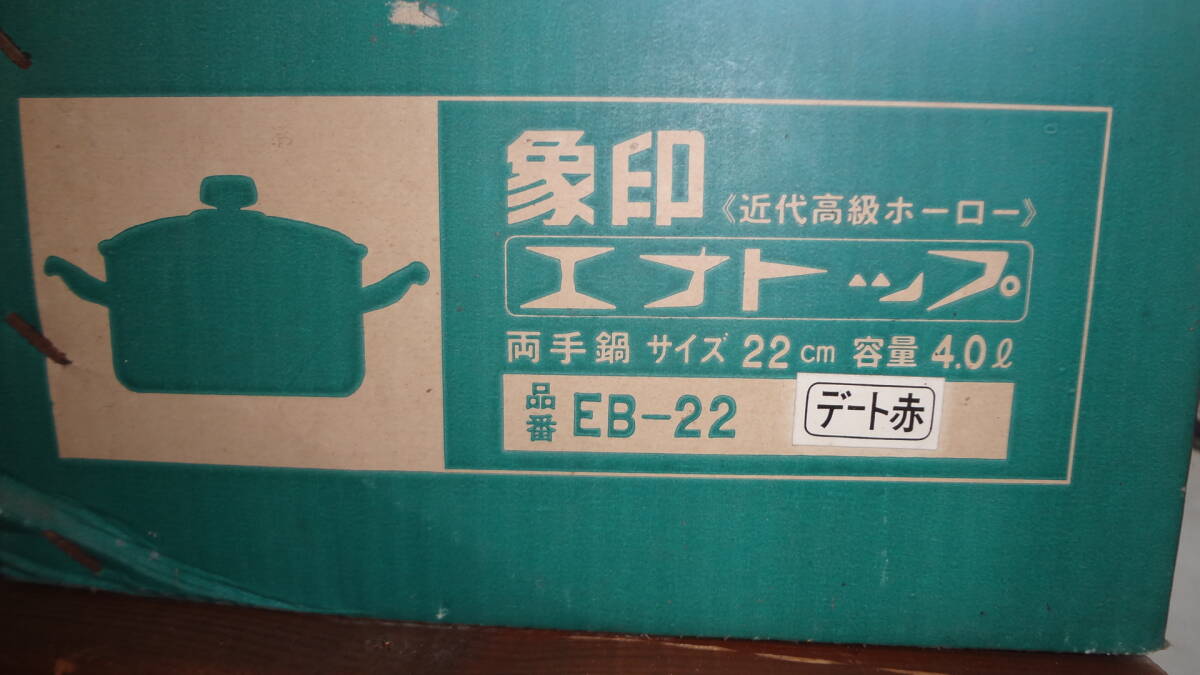 象印
《近代高級ホーロー》
エオトップ
両手鍋 サイズ 22cm 容量 4.0ℓ
品番 EB-22
デート赤